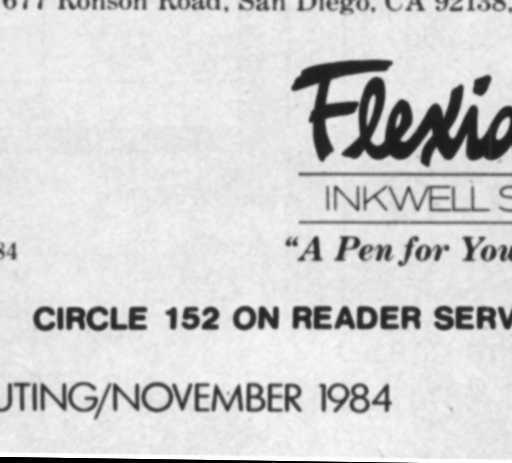 677 Ronson Road, San Diego, CA 92138,
Flexid
INKWELL S
84
"A Pen for You
CIRCLE 152 ON READER SERV
UTING/NOVEMBER 1984